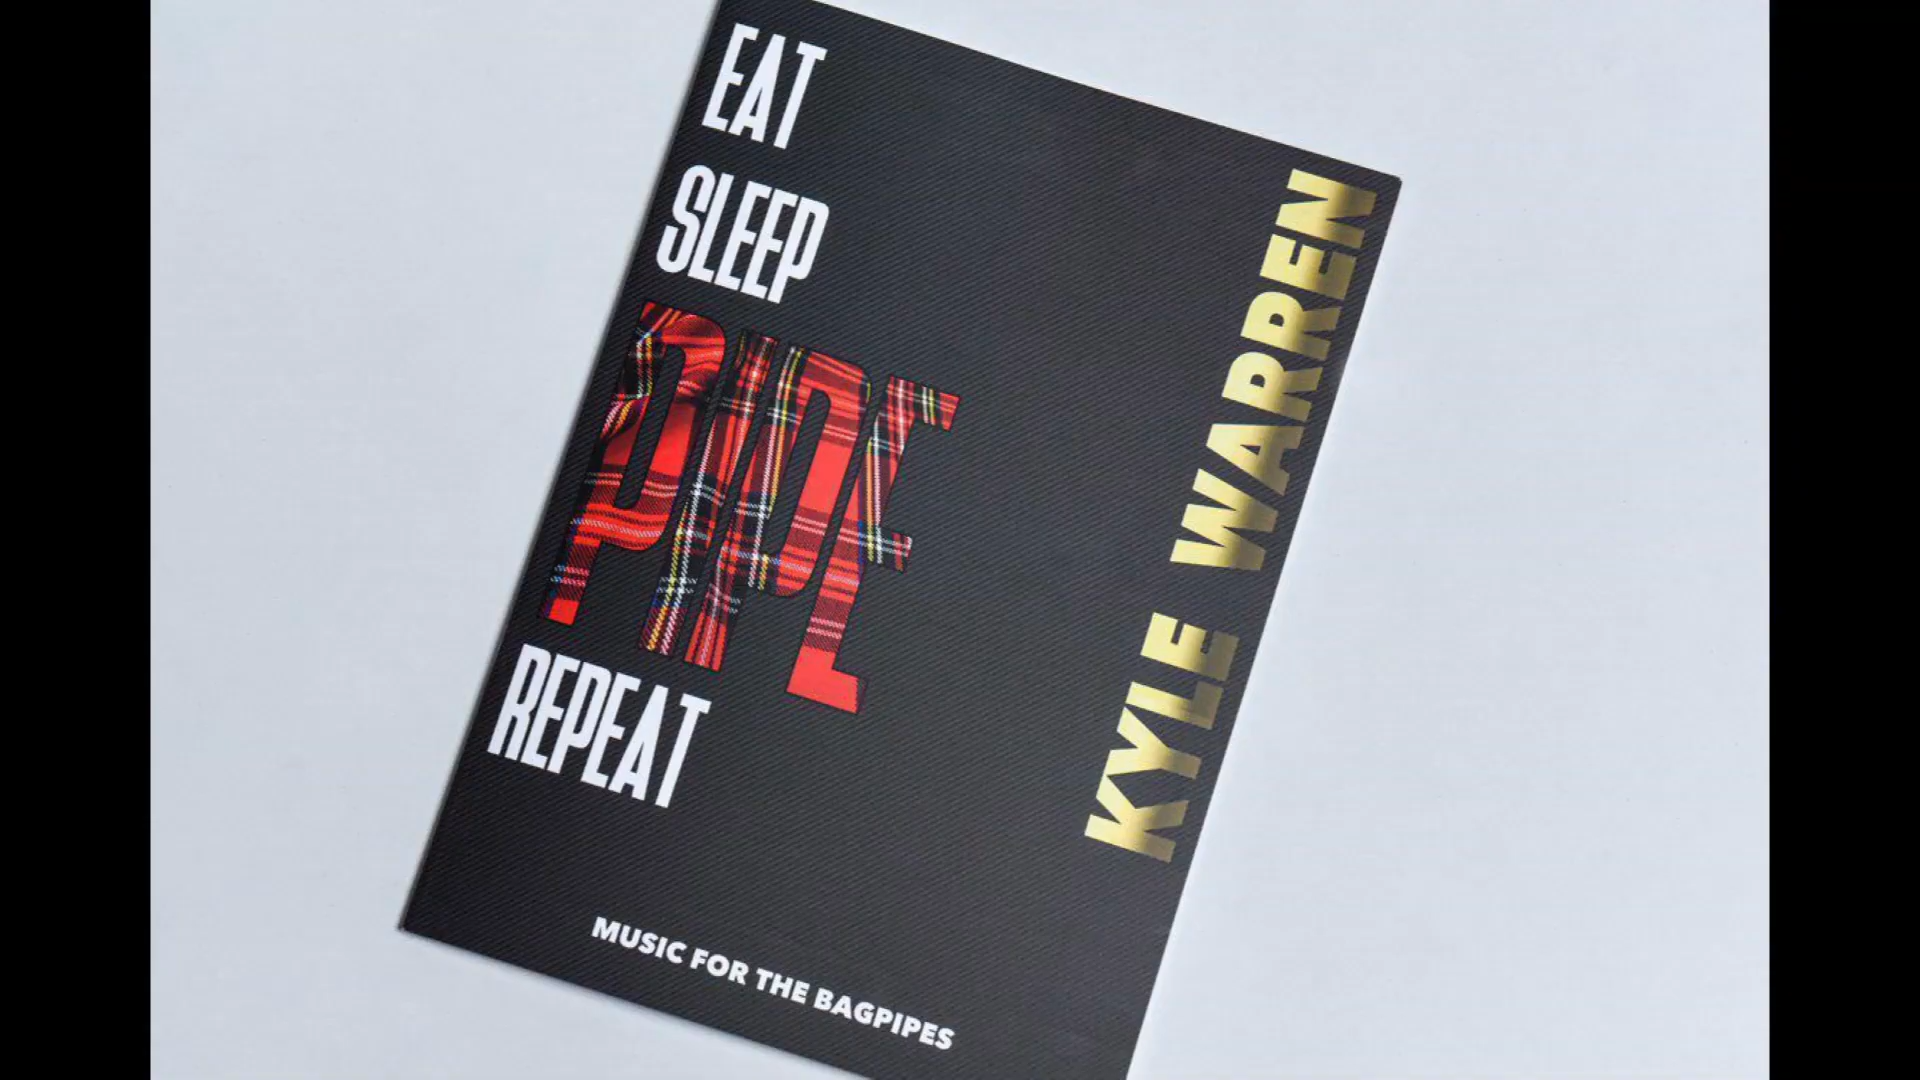 EAT
SLEEP
PIPE
REPEAT
KYLE WARREN
MUSIC FOR THE BAGPIPES